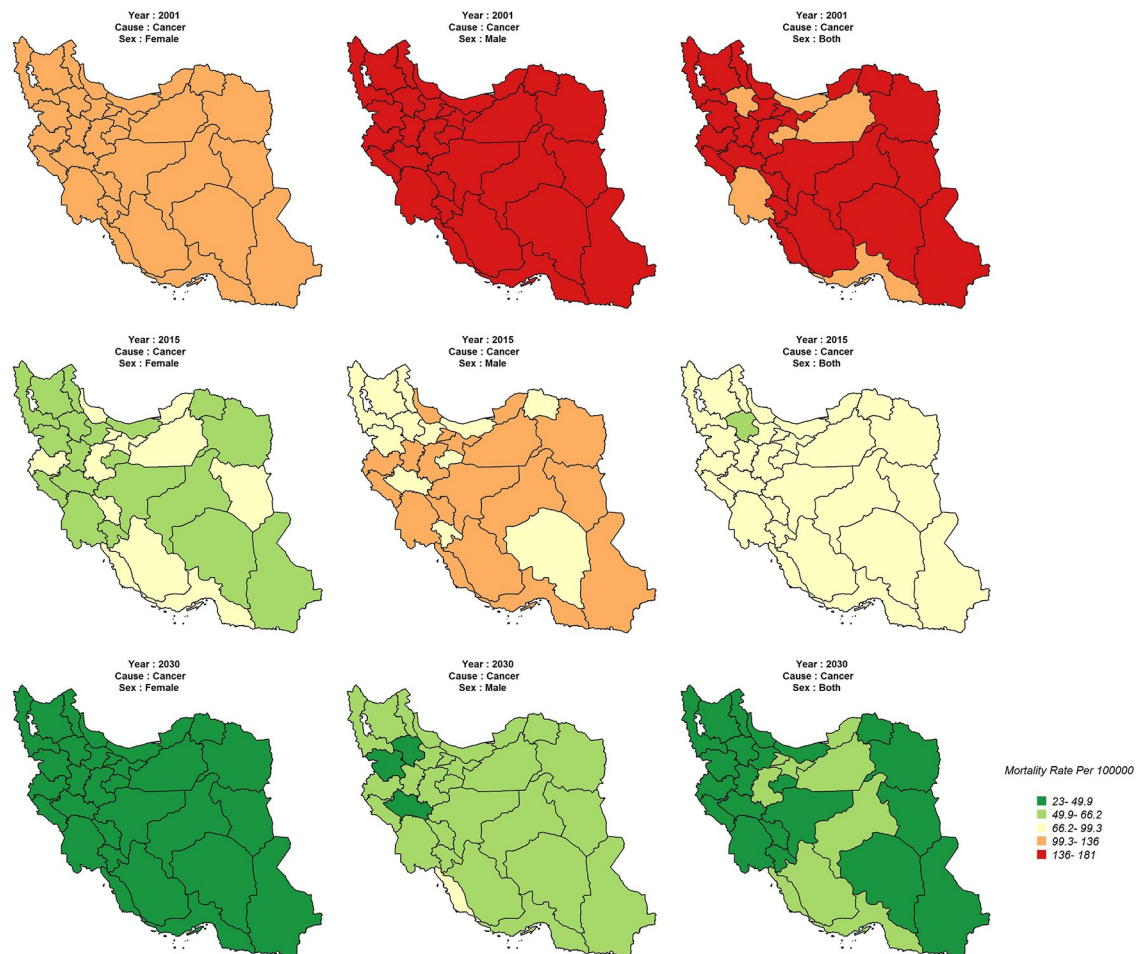 Year : 2001
Cause : Cancer
Sex : Female
Year : 2001
Cause : Cancer
Sex : Male
Year : 2001
Cause : Cancer
Sex : Both
Year : 2015
Cause : Cancer
Sex : Female
Year : 2015
Cause : Cancer
Sex : Male
Year : 2015
Cause : Cancer
Sex : Both
Year : 2030
Cause : Cancer
Sex : Female
Year : 2030
Cause : Cancer
Sex : Male
Year : 2030
Cause : Cancer
Sex : Both
Mortality Rate Per 100000
23- 49.9
49.9- 66.2
66.2- 99.3
99.3- 136
136- 181